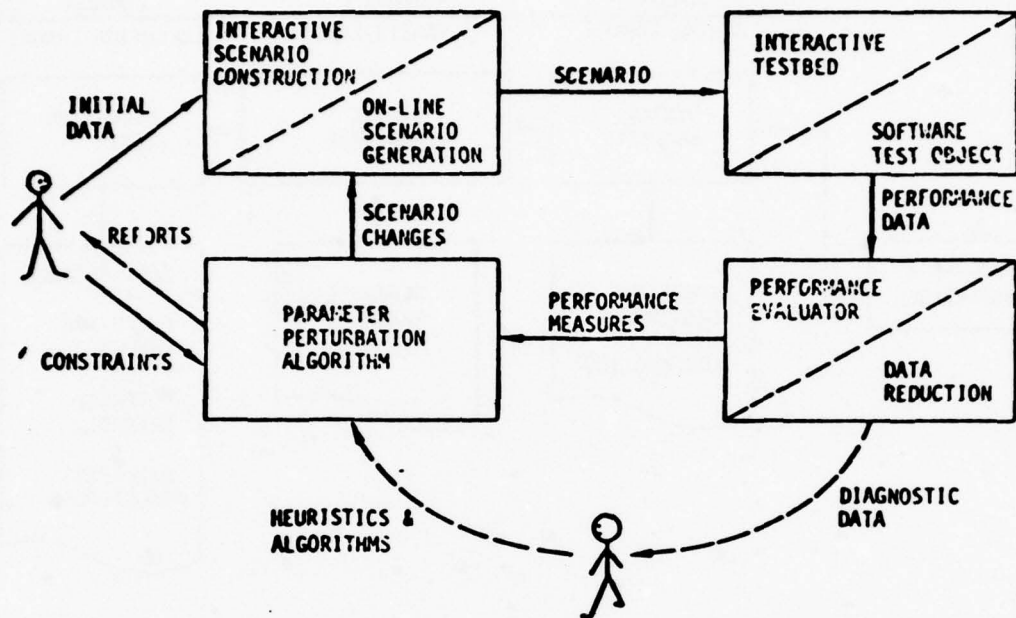 INTERACTIVE
SCENARIO
CONSTRUCTION
ON-LINE
SCENARIO
GENERATION
SCENARIO
INTERACTIVE
TESTBED
SOFTWARE
TEST OBJECT
INITIAL
DATA
SCENARIO
CHANGES
PERFORMANCE
DATA
REPORTS
PARAMETER
PERTURBATION
ALGORITHM
PERFORMANCE
MEASURES
PERFORMANCE
EVALUATOR
DATA
REDUCTION
CONSTRAINTS
HEURISTICS &
ALGORITHMS
DIAGNOSTIC
DATA